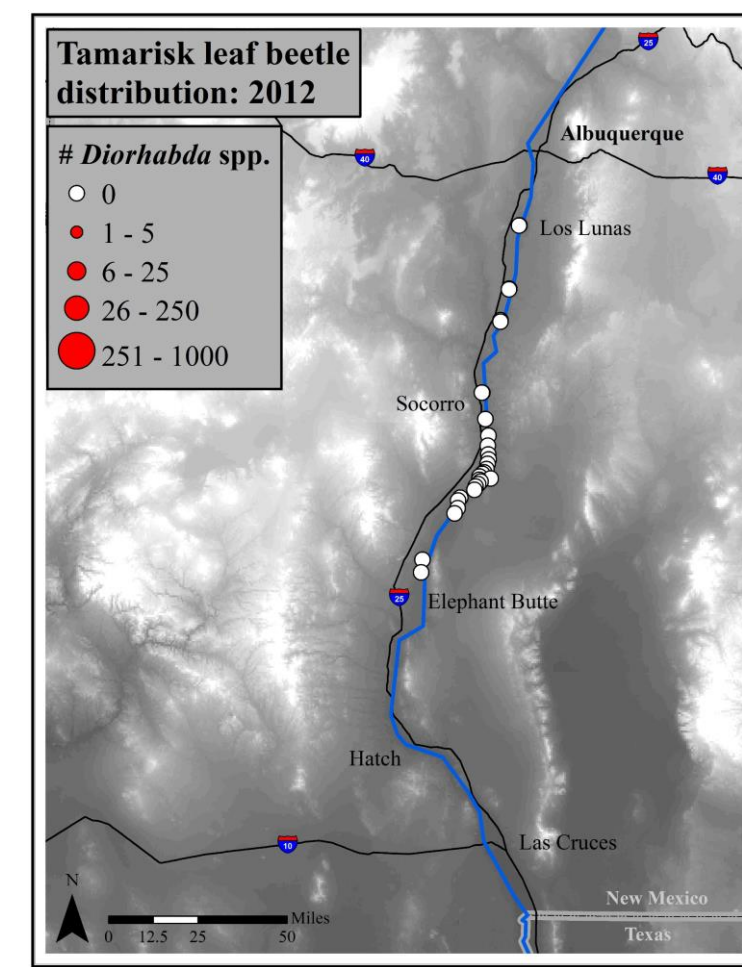 Tamarisk leaf beetle
distribution: 2012
# Diorhabda spp.
0
1 - 5
6 - 25
26 - 250
251 - 1000
25
Albuquerque
40
40
Los Lunas
Socorro
25
Elephant Butte
Hatch
10
Las Cruces
N
Miles
0 12.5 25 50
New Mexico
Texas